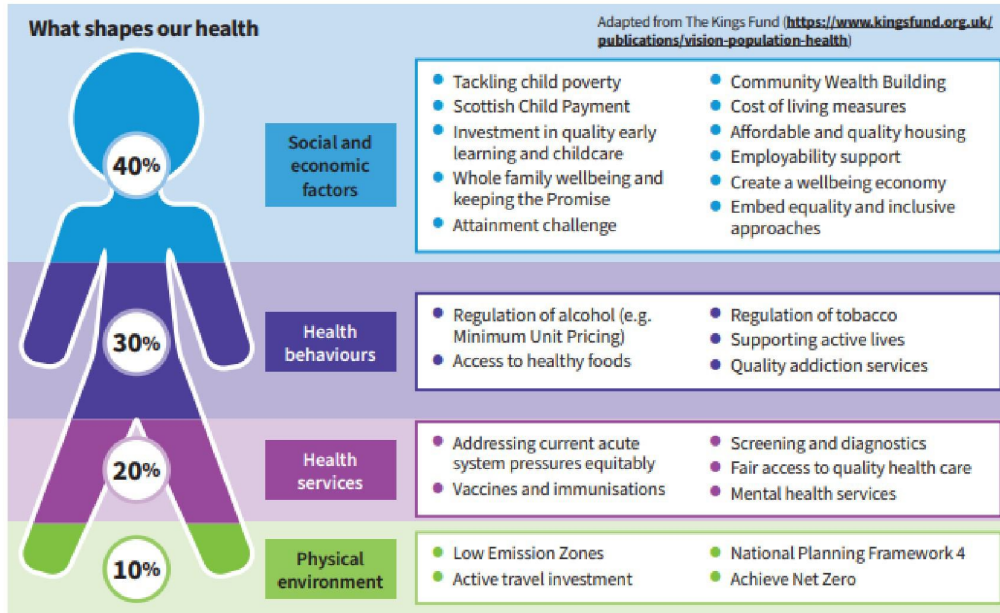 What shapes our health
Adapted from The Kings Fund (https://www.kingsfund.org.uk/
publications/vision-population-health)
40%
Social and
economic
factors
Tackling child poverty
Scottish Child Payment
Investment in quality early
learning and childcare
Whole family wellbeing and
keeping the Promise
Attainment challenge
Community Wealth Building
Cost of living measures
Affordable and quality housing
Employability support
Create a wellbeing economy
Embed equality and inclusive
approaches
30%
Health
behaviours
Regulation of alcohol (e.g.
Minimum Unit Pricing)
Access to healthy foods
Regulation of tobacco
Supporting active lives
Quality addiction services
20%
Health
services
Addressing current acute
system pressures equitably
Vaccines and immunisations
Screening and diagnostics
Fair access to quality health care
Mental health services
10%
Physical
environment
Low Emission Zones
Active travel investment
National Planning Framework 4
Achieve Net Zero